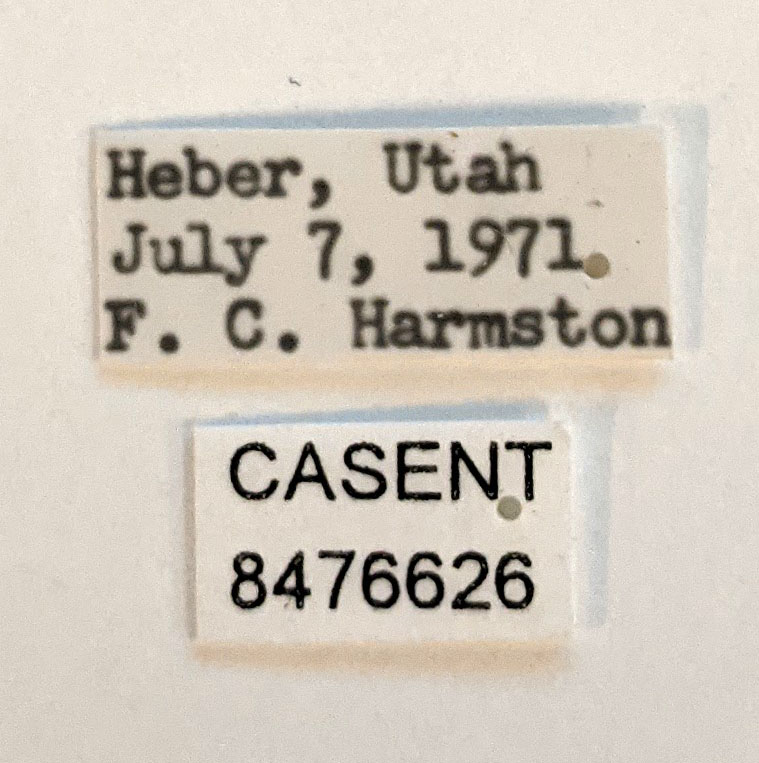 Heber, Utah
July 7, 1971
F. C. Harmston
CASENT
8476626